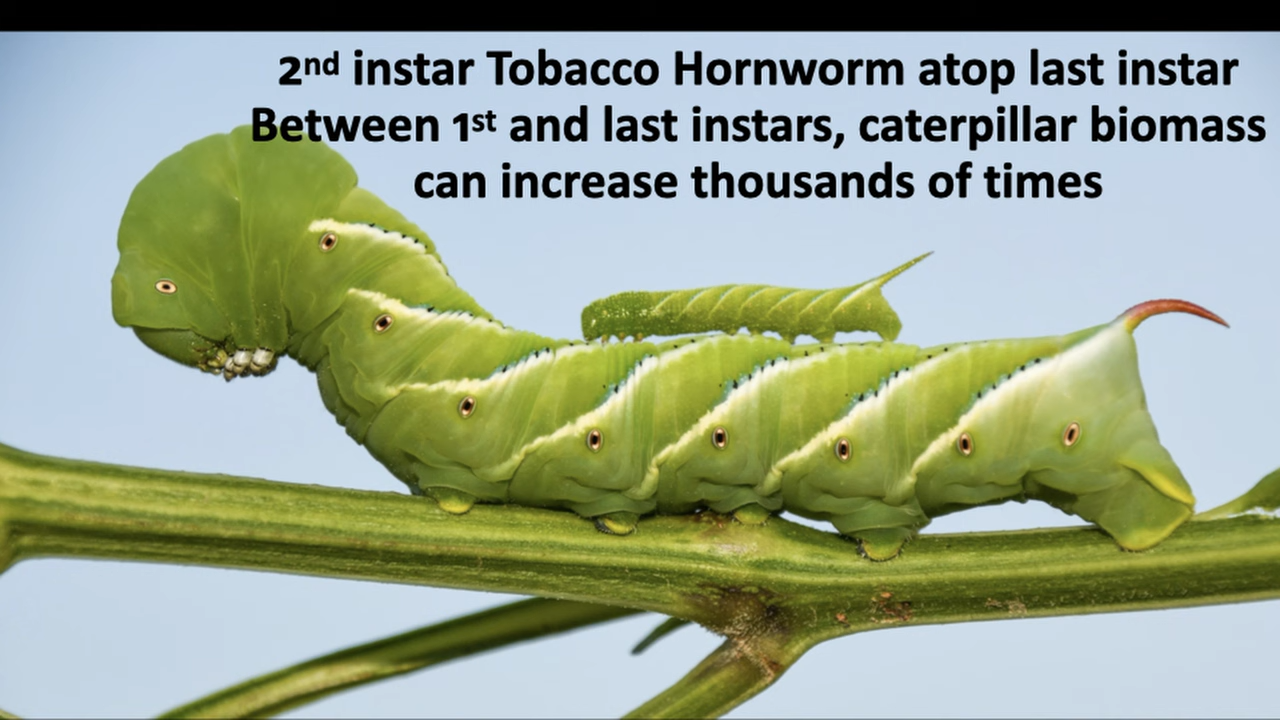 2nd instar Tobacco Hornworm atop last instar
Between 1st and last instars, caterpillar biomass
can increase thousands of times